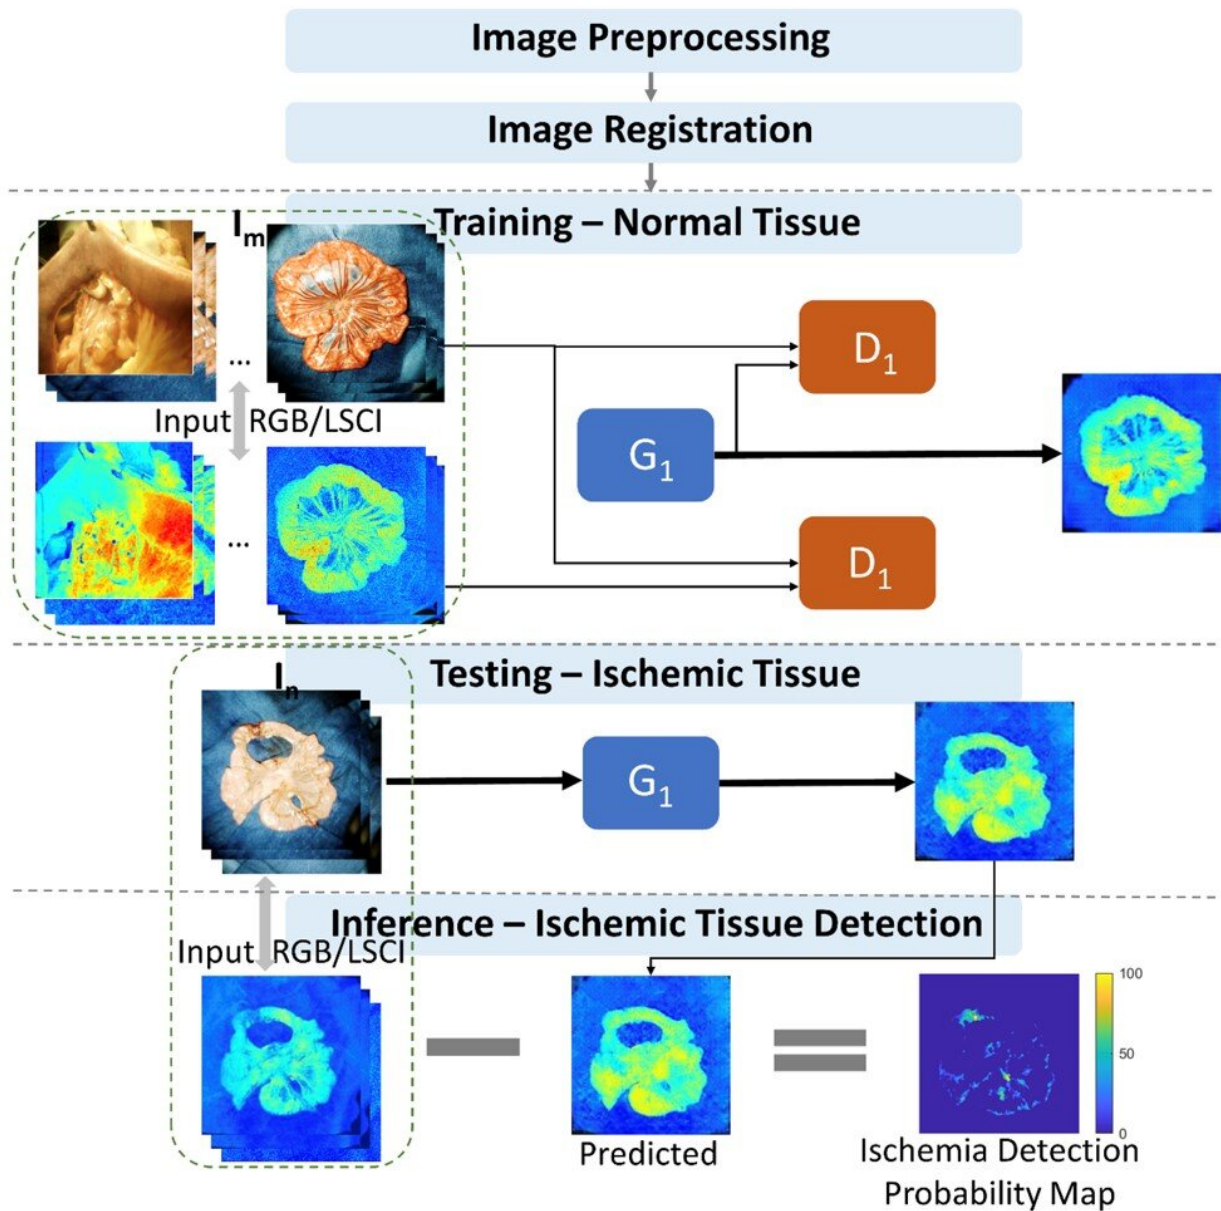 Image Preprocessing
Image Registration
Training – Normal Tissue
Iₘ
...
Input RGB/LSCI
...
D₁
G₁
D₁
Testing – Ischemic Tissue
Iₙ
G₁
Inference – Ischemic Tissue Detection
Input RGB/LSCI
100
50
0
Predicted
Ischemia Detection
Probability Map